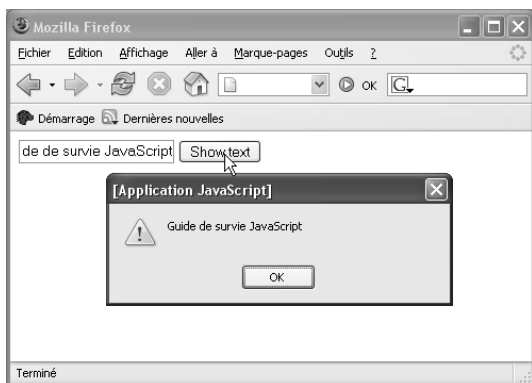 Mozilla Firefox
Fichier Edition Affichage Aller à Marque-pages Outils ?
OK G
Démarrage Dernières nouvelles
de de survie JavaScript Show text
[Application JavaScript]
Guide de survie JavaScript
OK
Terminé